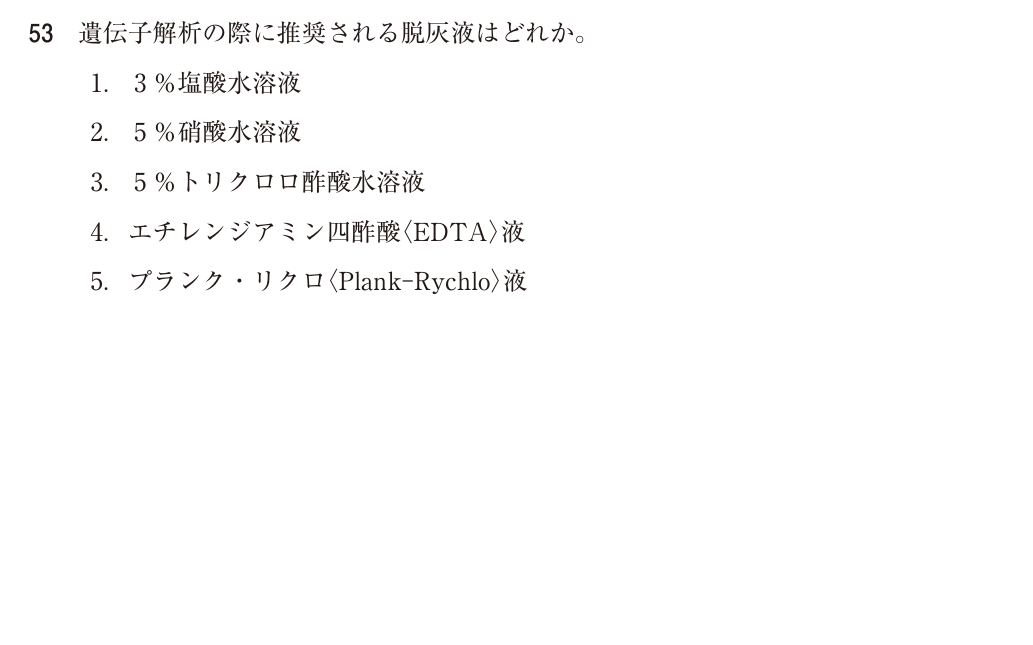 53 遺伝子解析の際に推奨される脱灰液はどれか。
1. 3%塩酸水溶液
2. 5%硝酸水溶液
3. 5%トリクロロ酢酸水溶液
4. エチレンジアミン四酢酸〈EDTA〉液
5. プランク・リクロ〈Plank-Rychlo〉液